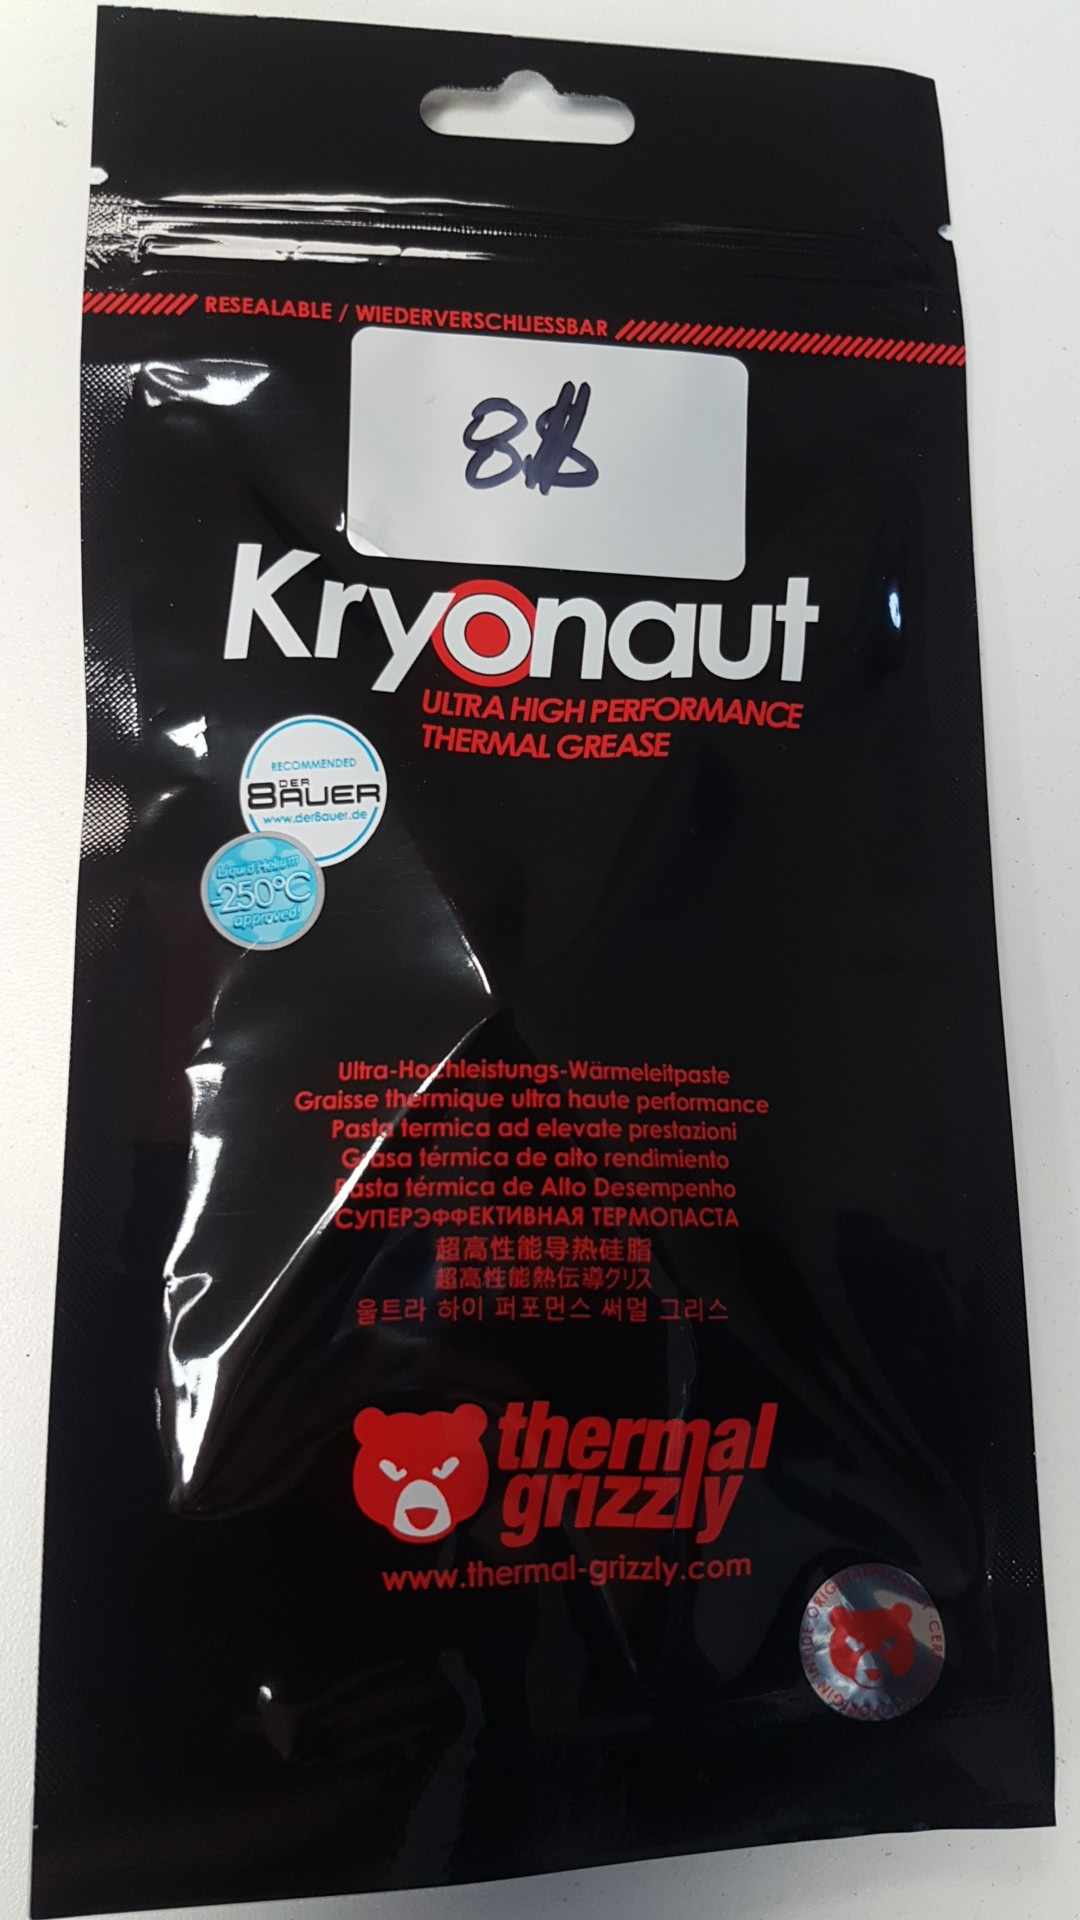 RESEALABLE / WIEDERVERSCHLIESSBAR
8.$
Kryonaut
ULTRA HIGH PERFORMANCE
THERMAL GREASE
RECOMMENDED
DER
8AUER
www.der8auer.de
Liquid Helium
-250°C
approved!
Ultra-Hochleistungs-Wärmeleitpaste
Graisse thermique ultra haute performance
Pasta termica ad elevate prestazioni
Grasa térmica de alto rendimiento
Pasta térmica de Alto Desempenho
СУПЕРЭФФЕКТИВНАЯ ТЕРМОПАСТА
超高性能导热硅脂
超高性能熱伝導グリス
울트라 하이 퍼포먼스 써멀 그리스
thermal
grizzly
www.thermal-grizzly.com